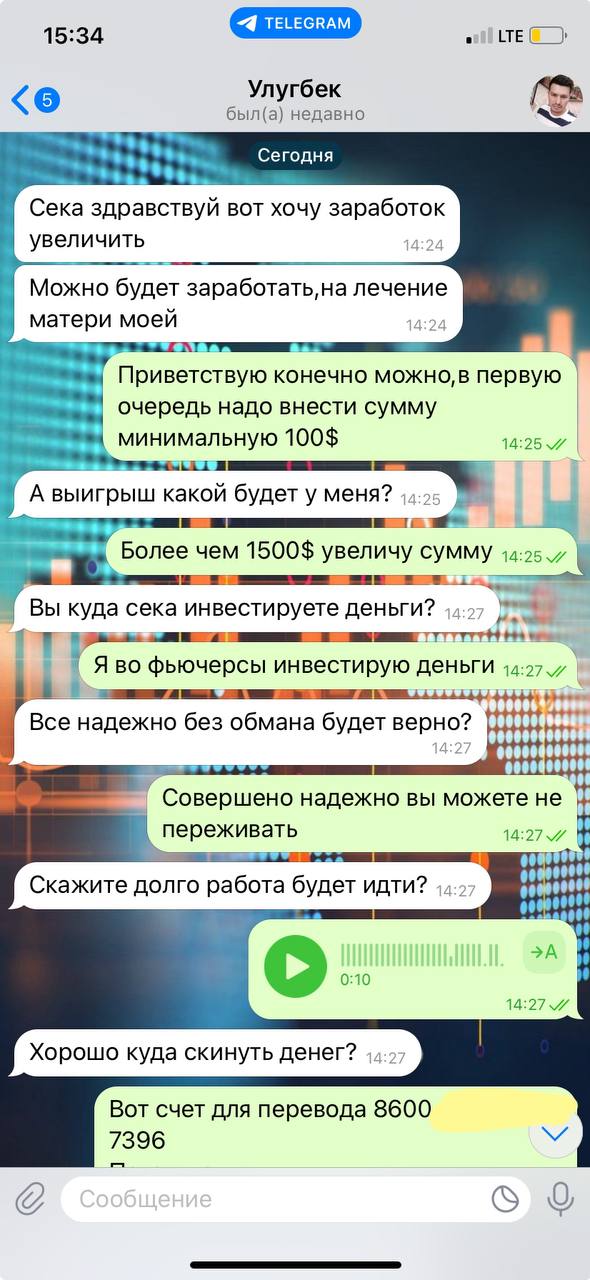 15:34
TELEGRAM
LTE
5
Улугбек
был(а) недавно
Сегодня
Сека здравствуй вот хочу заработок
увеличить
14:24
Можно будет заработать,на лечение
матери моей
14:24
Приветствую конечно можно,в первую
очередь надо внести сумму
минимальную 100$
14:25
А выигрыш какой будет у меня? 14:25
Более чем 1500$ увеличу сумму 14:25
Вы куда сека инвестируете деньги? 14:27
Я во фьючерсы инвестирую деньги 14:27
Все надежно без обмана будет верно?
14:27
Совершено надежно вы можете не
переживать
14:27
Скажите долго работа будет идти? 14:27
→A
0:10
14:27
Хорошо куда скинуть денег? 14:27
Вот счет для перевода 8600
7396
Сообщение